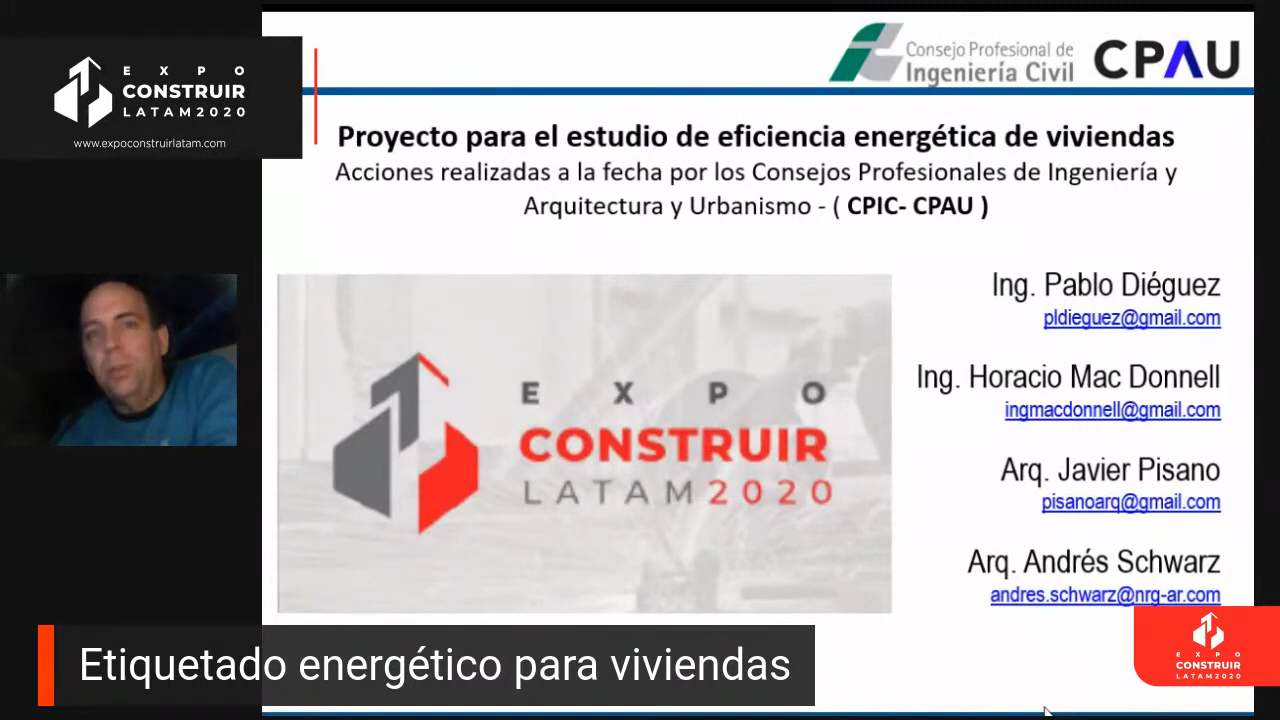 EXPO
CONSTRUIR
LATAM2020
www.expoconstruirlatam.com
Consejo Profesional de
Ingeniería Civil
CPAU
Proyecto para el estudio de eficiencia energética de viviendas
Acciones realizadas a la fecha por los Consejos Profesionales de Ingeniería y
Arquitectura y Urbanismo - ( CPIC- CPAU )
EXPO
CONSTRUIR
LATAM2020
Ing. Pablo Diéguez
pldieguez@gmail.com
Ing. Horacio Mac Donnell
ingmacdonnell@gmail.com
Arq. Javier Pisano
pisanoarq@gmail.com
Arq. Andrés Schwarz
andres.schwarz@nrg-ar.com
Etiquetado energético para viviendas
EXPO
CONSTRUIR
LATAM2020